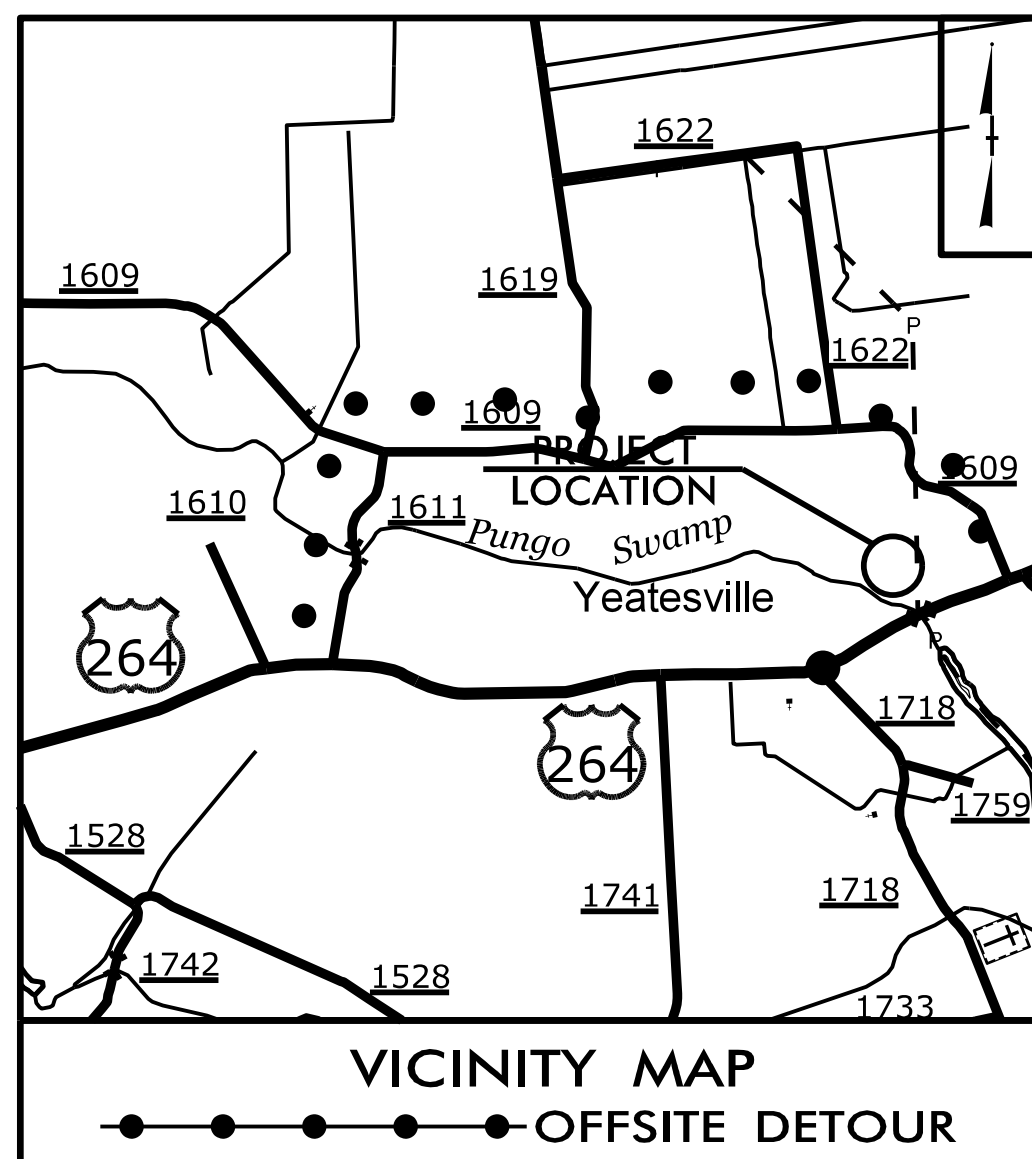 1622
1609
1619
P
1622
1609
PROJECT
LOCATION
1609
1610
1611
Pungo Swamp
Yeatesville
P
264
1718
264
1759
1528
1741
1718
1742
1528
1733
VICINITY MAP
OFFSITE DETOUR